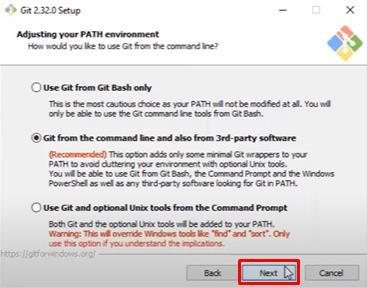 Git 2.32.0 Setup
Adjusting your PATH environment
How would you like to use Git from the command line?
Use Git from Git Bash only
This is the most cautious choice as your PATH will not be modified at all. You will
only be able to use the Git command line tools from Git Bash.
Git from the command line and also from 3rd-party software
(Recommended) This option adds only some minimal Git wrappers to your
PATH to avoid cluttering your environment with optional Unix tools.
You will be able to use Git from Git Bash, the Command Prompt and the Windows
PowerShell as well as any third-party software looking for Git in PATH.
Use Git and optional Unix tools from the Command Prompt
Both Git and the optional Unix tools will be added to your PATH.
Warning: This will override Windows tools like "find" and "sort". Only
use this option if you understand the implications.
https://gitforwindows.org/
Back Next Cancel